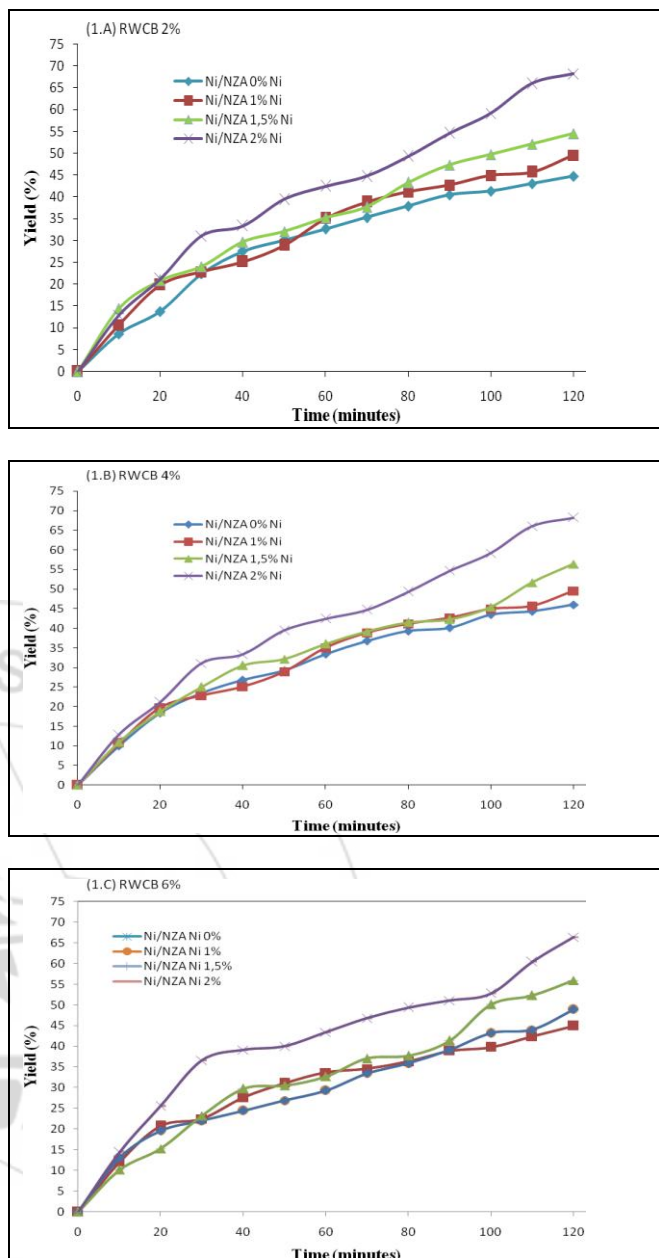 (1.A) RWCB 2%
75
70
65
60
55
50
45
40
35
30
25
20
15
10
5
0
Yield (%)
Ni/NZA 0% Ni
Ni/NZA 1% Ni
Ni/NZA 1,5% Ni
Ni/NZA 2% Ni
0 20 40 60 80 100 120
Time (minutes)
(1.B) RWCB 4%
75
70
65
60
55
50
45
40
35
30
25
20
15
10
5
0
Yield (%)
Ni/NZA 0% Ni
Ni/NZA 1% Ni
Ni/NZA 1,5% Ni
Ni/NZA 2% Ni
0 20 40 60 80 100 120
Time (minutes)
(1.C) RWCB 6%
75
70
65
60
55
50
45
40
35
30
25
20
15
10
5
0
Yield (%)
Ni/NZA Ni 0%
Ni/NZA Ni 1%
Ni/NZA Ni 1,5%
Ni/NZA Ni 2%
0 20 40 60 80 100 120
Time (minutes)